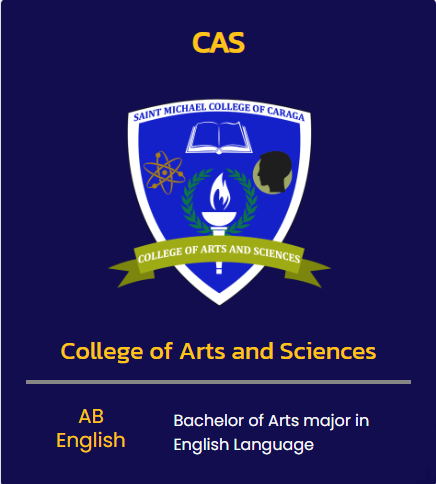 CAS
SAINT MICHAEL COLLEGE OF CARAGA
COLLEGE OF ARTS AND SCIENCES
College of Arts and Sciences
AB
English
Bachelor of Arts major in
English Language